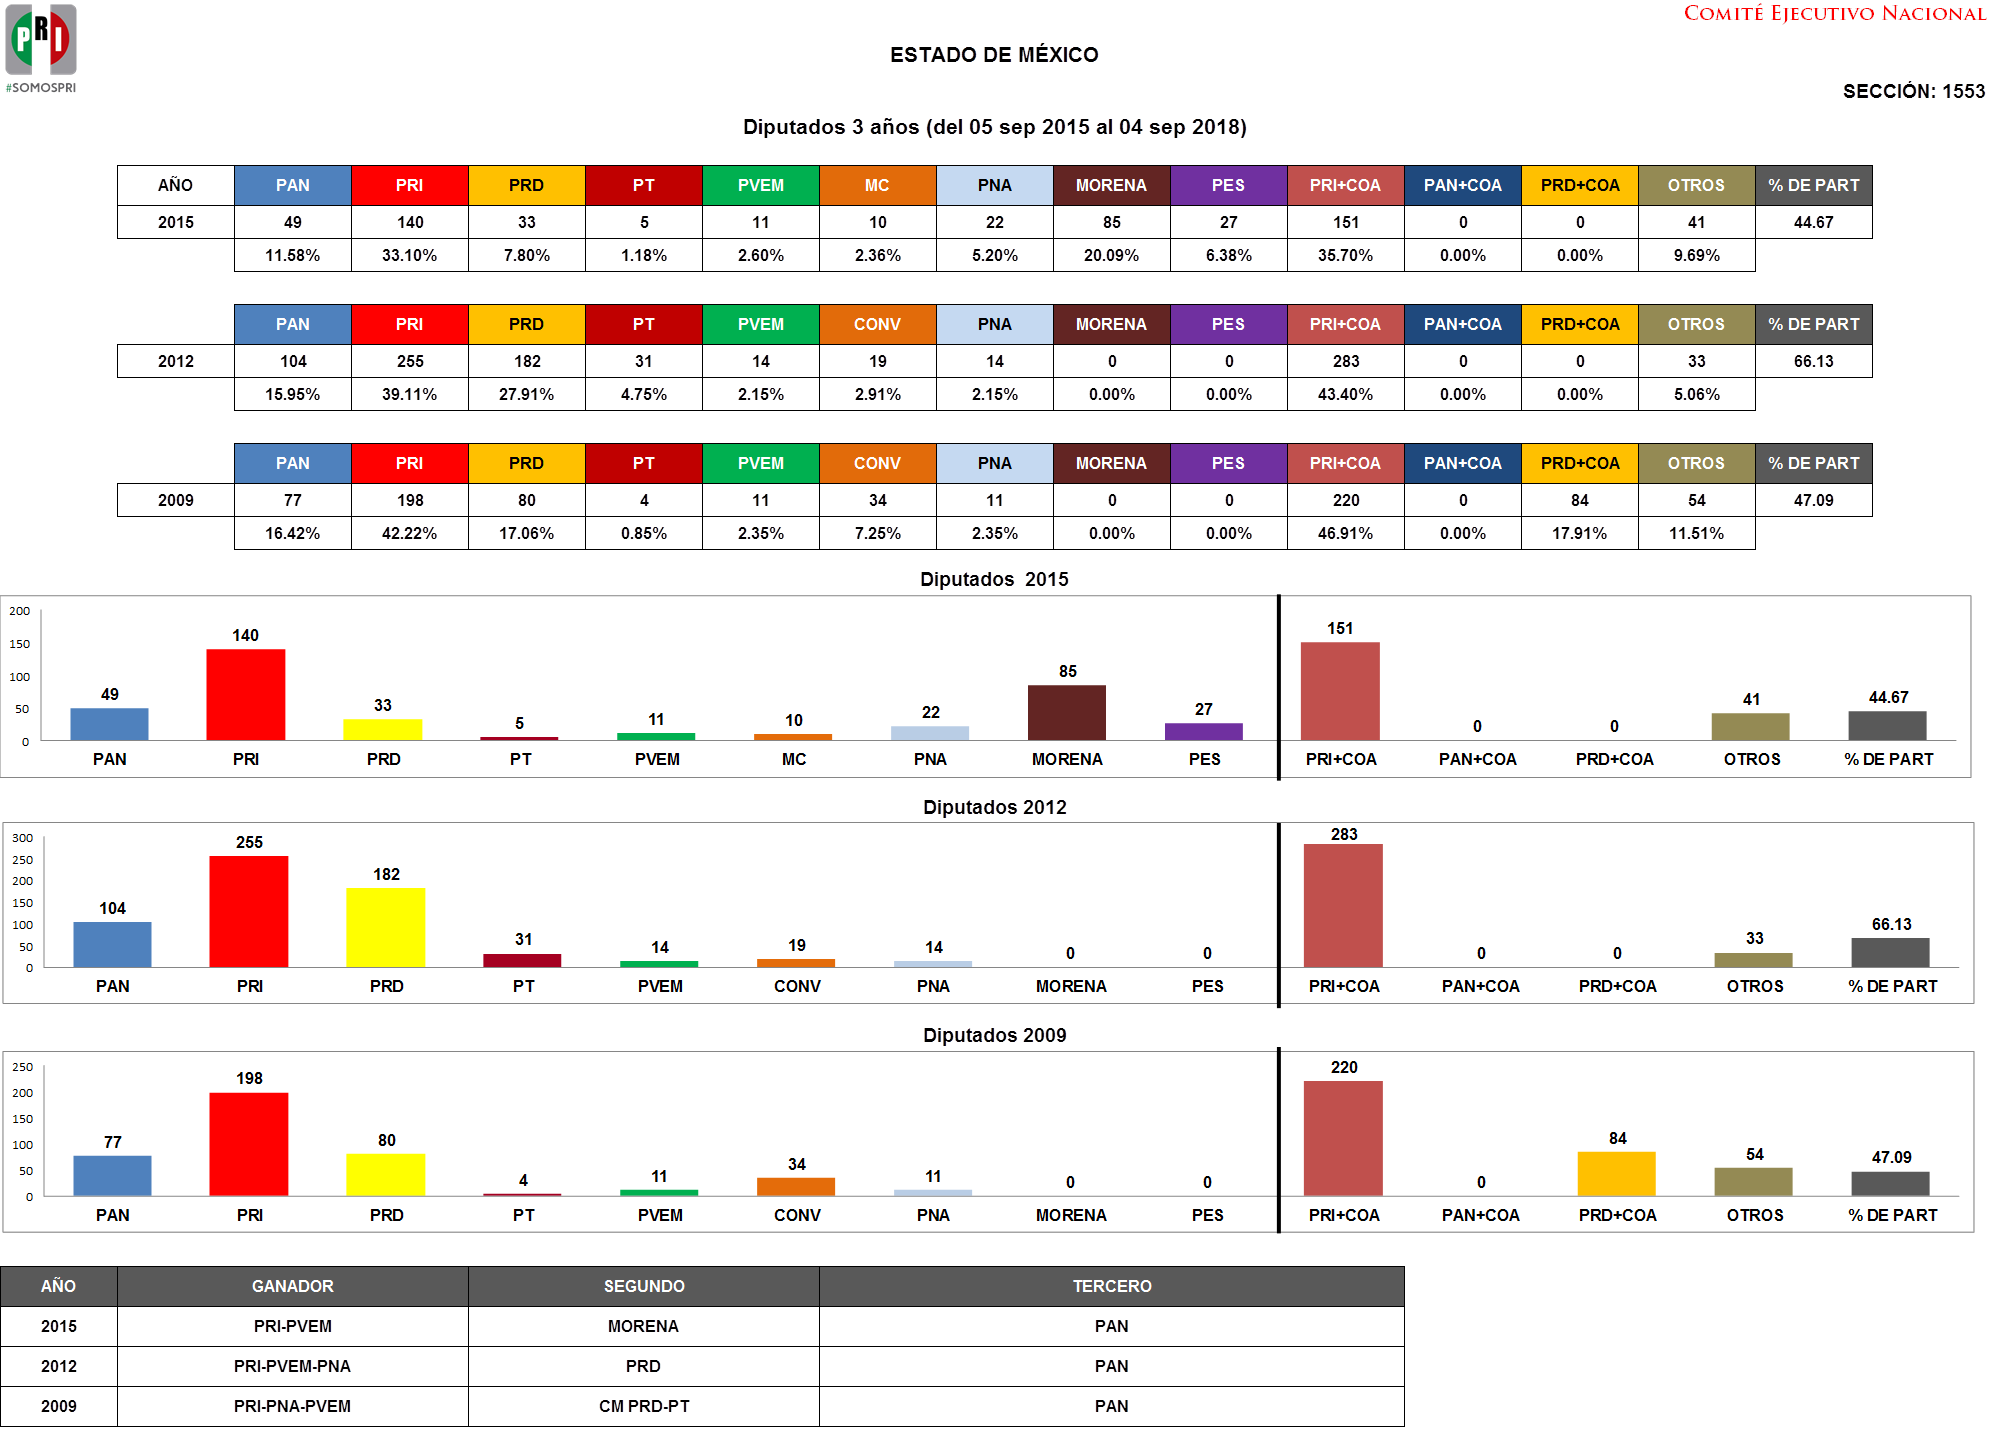 PRI
#SOMOSPRI
COMITÉ EJECUTIVO NACIONAL
ESTADO DE MÉXICO
SECCIÓN: 1553
Diputados 3 años (del 05 sep 2015 al 04 sep 2018)
AÑO PAN PRI PRD PT PVEM MC PNA MORENA PES PRI+COA PAN+COA PRD+COA OTROS % DE PART
2015 49 140 33 5 11 10 22 85 27 151 0 0 41 44.67
11.58% 33.10% 7.80% 1.18% 2.60% 2.36% 5.20% 20.09% 6.38% 35.70% 0.00% 0.00% 9.69%
PAN PRI PRD PT PVEM CONV PNA MORENA PES PRI+COA PAN+COA PRD+COA OTROS % DE PART
2012 104 255 182 31 14 19 14 0 0 283 0 0 33 66.13
15.95% 39.11% 27.91% 4.75% 2.15% 2.91% 2.15% 0.00% 0.00% 43.40% 0.00% 0.00% 5.06%
PAN PRI PRD PT PVEM CONV PNA MORENA PES PRI+COA PAN+COA PRD+COA OTROS % DE PART
2009 77 198 80 4 11 34 11 0 0 220 0 84 54 47.09
16.42% 42.22% 17.06% 0.85% 2.35% 7.25% 2.35% 0.00% 0.00% 46.91% 0.00% 17.91% 11.51%
Diputados 2015
200
150
100
50
0
49 140 33 5 11 10 22 85 27 151 0 0 41 44.67
PAN PRI PRD PT PVEM MC PNA MORENA PES PRI+COA PAN+COA PRD+COA OTROS % DE PART
Diputados 2012
300
250
200
150
100
50
0
104 255 182 31 14 19 14 0 0 283 0 0 33 66.13
PAN PRI PRD PT PVEM CONV PNA MORENA PES PRI+COA PAN+COA PRD+COA OTROS % DE PART
Diputados 2009
250
200
150
100
50
0
77 198 80 4 11 34 11 0 0 220 0 84 54 47.09
PAN PRI PRD PT PVEM CONV PNA MORENA PES PRI+COA PAN+COA PRD+COA OTROS % DE PART
AÑO GANADOR SEGUNDO TERCERO
2015 PRI-PVEM MORENA PAN
2012 PRI-PVEM-PNA PRD PAN
2009 PRI-PNA-PVEM CM PRD-PT PAN